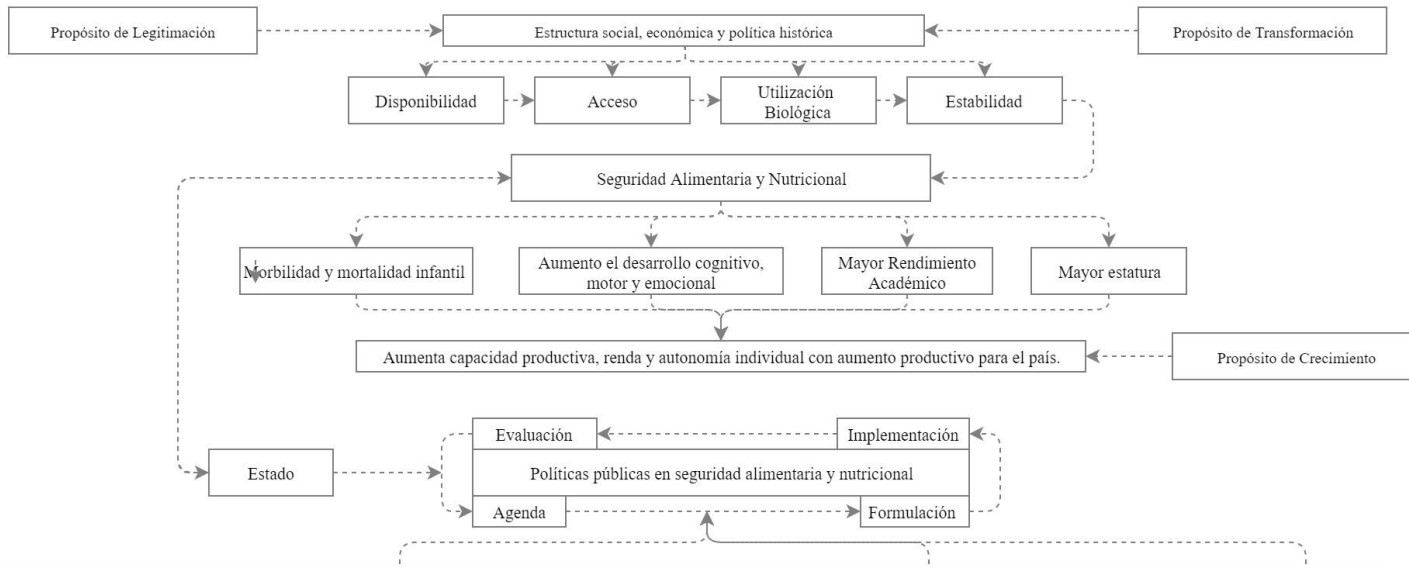 Propósito de Legitimación
Estructura social, económica y política histórica
Propósito de Transformación
Disponibilidad
Acceso
Utilización
Biológica
Estabilidad
Seguridad Alimentaria y Nutricional
Morbilidad y mortalidad infantil
Aumento el desarrollo cognitivo,
motor y emocional
Mayor Rendimiento
Académico
Mayor estatura
Aumenta capacidad productiva, renda y autonomía individual con aumento productivo para el país.
Propósito de Crecimiento
Evaluación
Implementación
Estado
Políticas públicas en seguridad alimentaria y nutricional
Agenda
Formulación